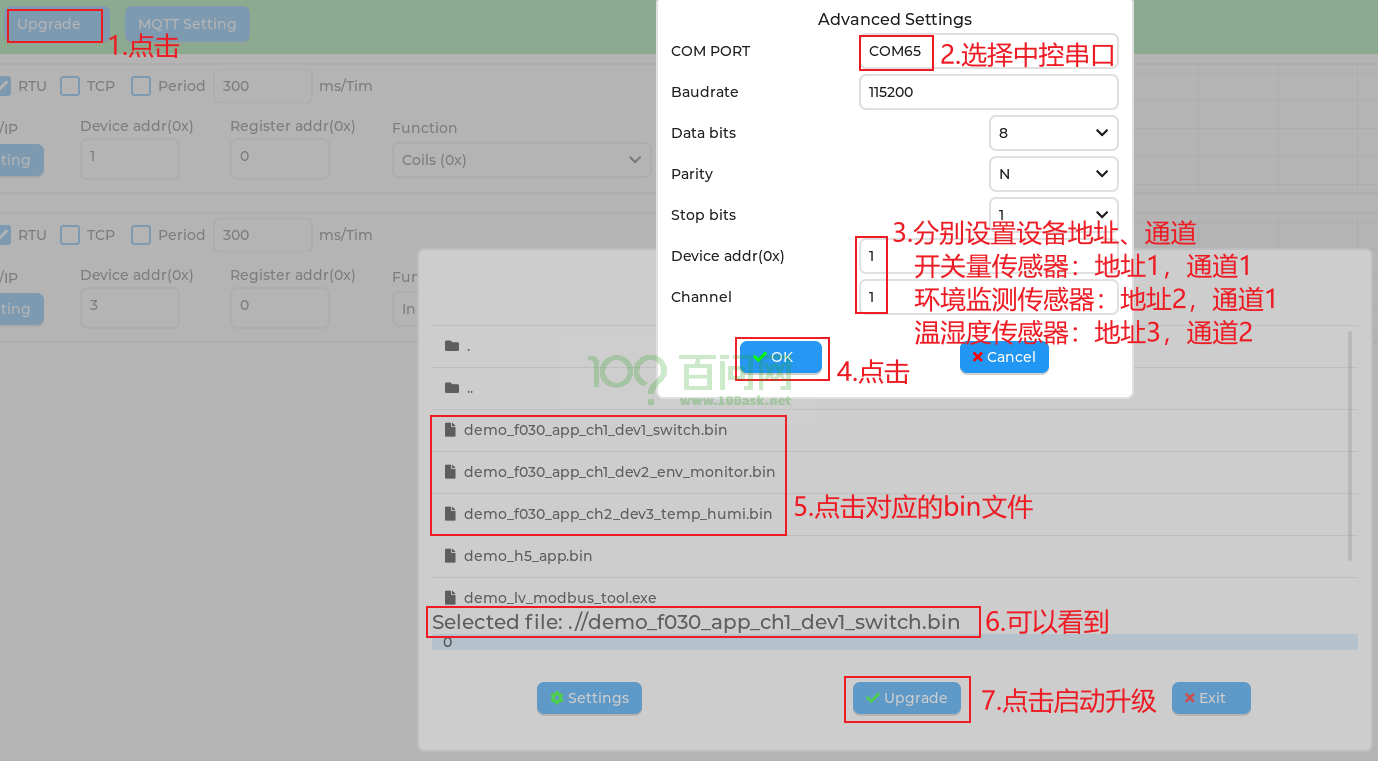 Upgrade
MQTT Setting
1.点击
RTU
TCP
Period
300
ms/Tim
/IP
Device addr(0x)
Register addr(0x)
Function
ting
1
0
Coils (0x)
RTU
TCP
Period
300
ms/Tim
/IP
Device addr(0x)
Register addr(0x)
Fun
ting
3
0
In
Advanced Settings
COM PORT
COM65
2.选择中控串口
Baudrate
115200
Data bits
8
Parity
N
Stop bits
1
3.分别设置设备地址、通道
Device addr(0x)
1
开关量传感器：地址1，通道1
Channel
1
环境监测传感器：地址2，通道1
温湿度传感器：地址3，通道2
OK
4.点击
Cancel
100ask 百问网
www.100ask.net
.
..
demo_f030_app_ch1_dev1_switch.bin
demo_f030_app_ch1_dev2_env_monitor.bin
demo_f030_app_ch2_dev3_temp_humi.bin
5.点击对应的bin文件
demo_h5_app.bin
demo_lv_modbus_tool.exe
Selected file: .//demo_f030_app_ch1_dev1_switch.bin
6.可以看到
0
Settings
Upgrade
7.点击启动升级
Exit